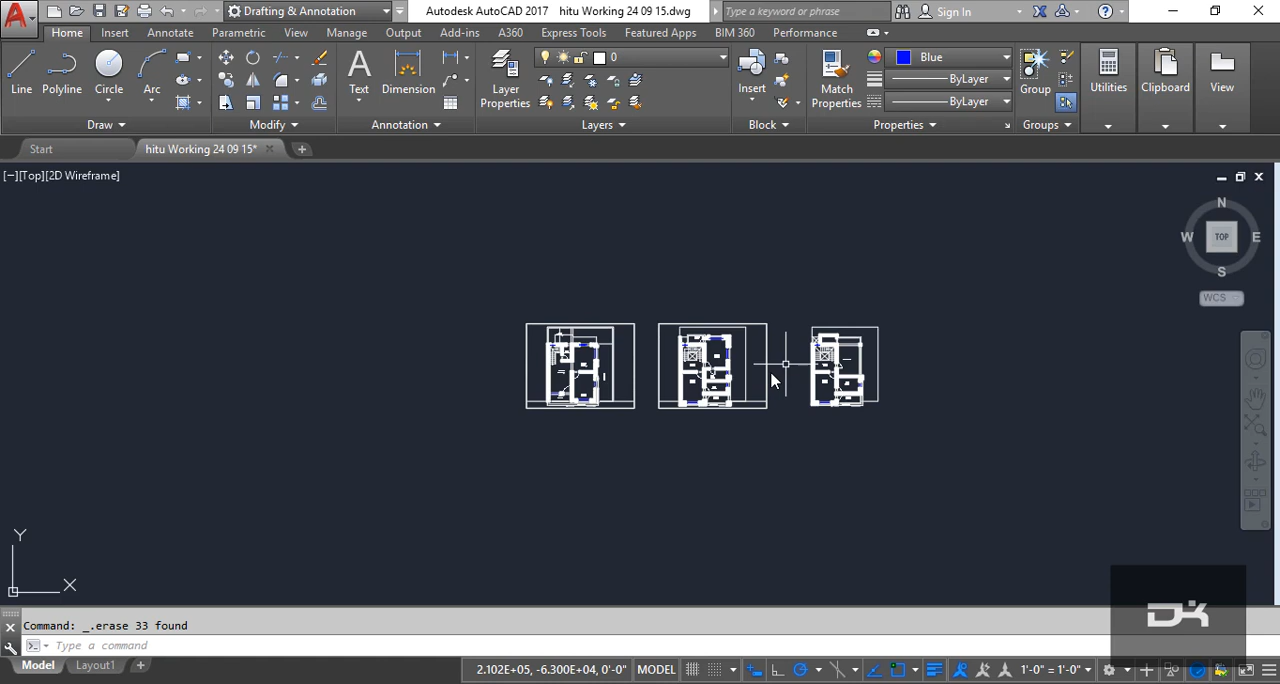 Drafting & Annotation
Autodesk AutoCAD 2017 hitu Working 24 09 15.dwg
Type a keyword or phrase
Sign In
Home Insert Annotate Parametric View Manage Output Add-ins A360 Express Tools Featured Apps BIM 360 Performance
Line Polyline Circle Arc
Text Dimension
Layer Properties
0
Insert
Match Properties
Blue
ByLayer
ByLayer
Group
Utilities
Clipboard
View
Draw Modify Annotation Layers Block Properties Groups
Start hitu Working 24 09 15*
[−][Top][2D Wireframe]
N
W TOP E
S
WCS
Y
X
DK
Command: _.erase 33 found
Type a command
Model Layout1
2.102E+05, -6.300E+04, 0'-0" MODEL 1'-0" = 1'-0"